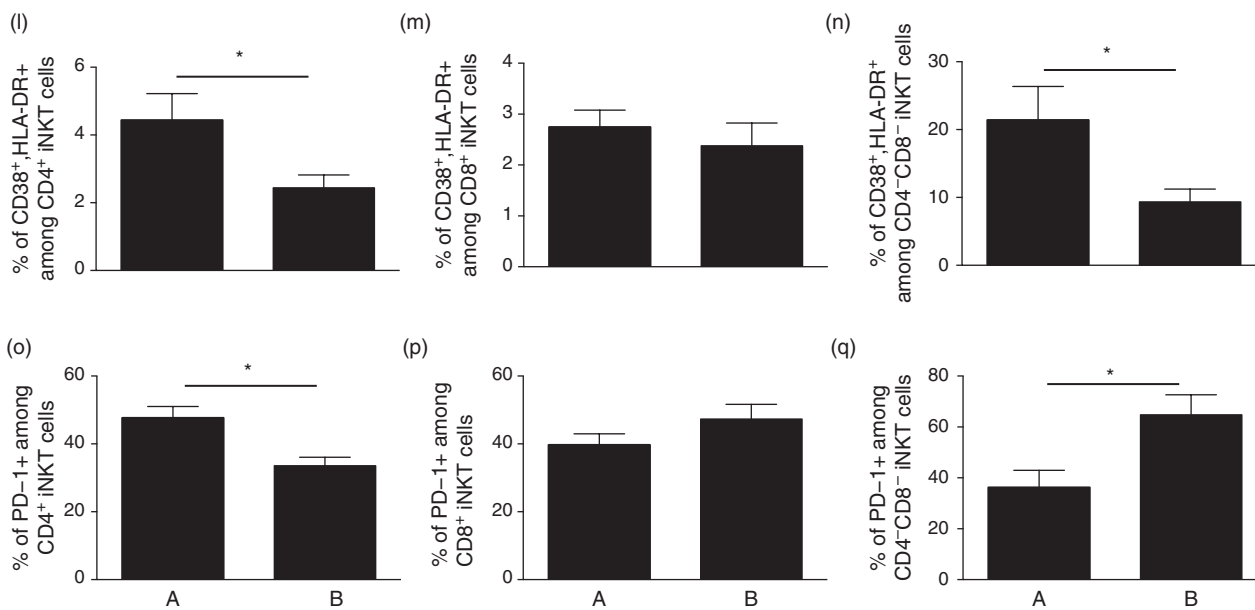 (l)
% of CD38⁺,HLA-DR+
among CD4⁺ iNKT cells
6
4
2
0
*
(m)
% of CD38⁺,HLA-DR+
among CD8⁺ iNKT cells
4
3
2
1
0
(n)
% of CD38⁺,HLA-DR⁺
among CD4⁻CD8⁻ iNKT cells
30
20
10
0
*
(o)
% of PD–1+ among
CD4⁺ iNKT cells
60
40
20
0
*
A B
(p)
% of PD–1+ among
CD8⁺ iNKT cells
60
40
20
0
A B
(q)
% of PD–1+ among
CD4⁻CD8⁻ iNKT cells
80
60
40
20
0
*
A B